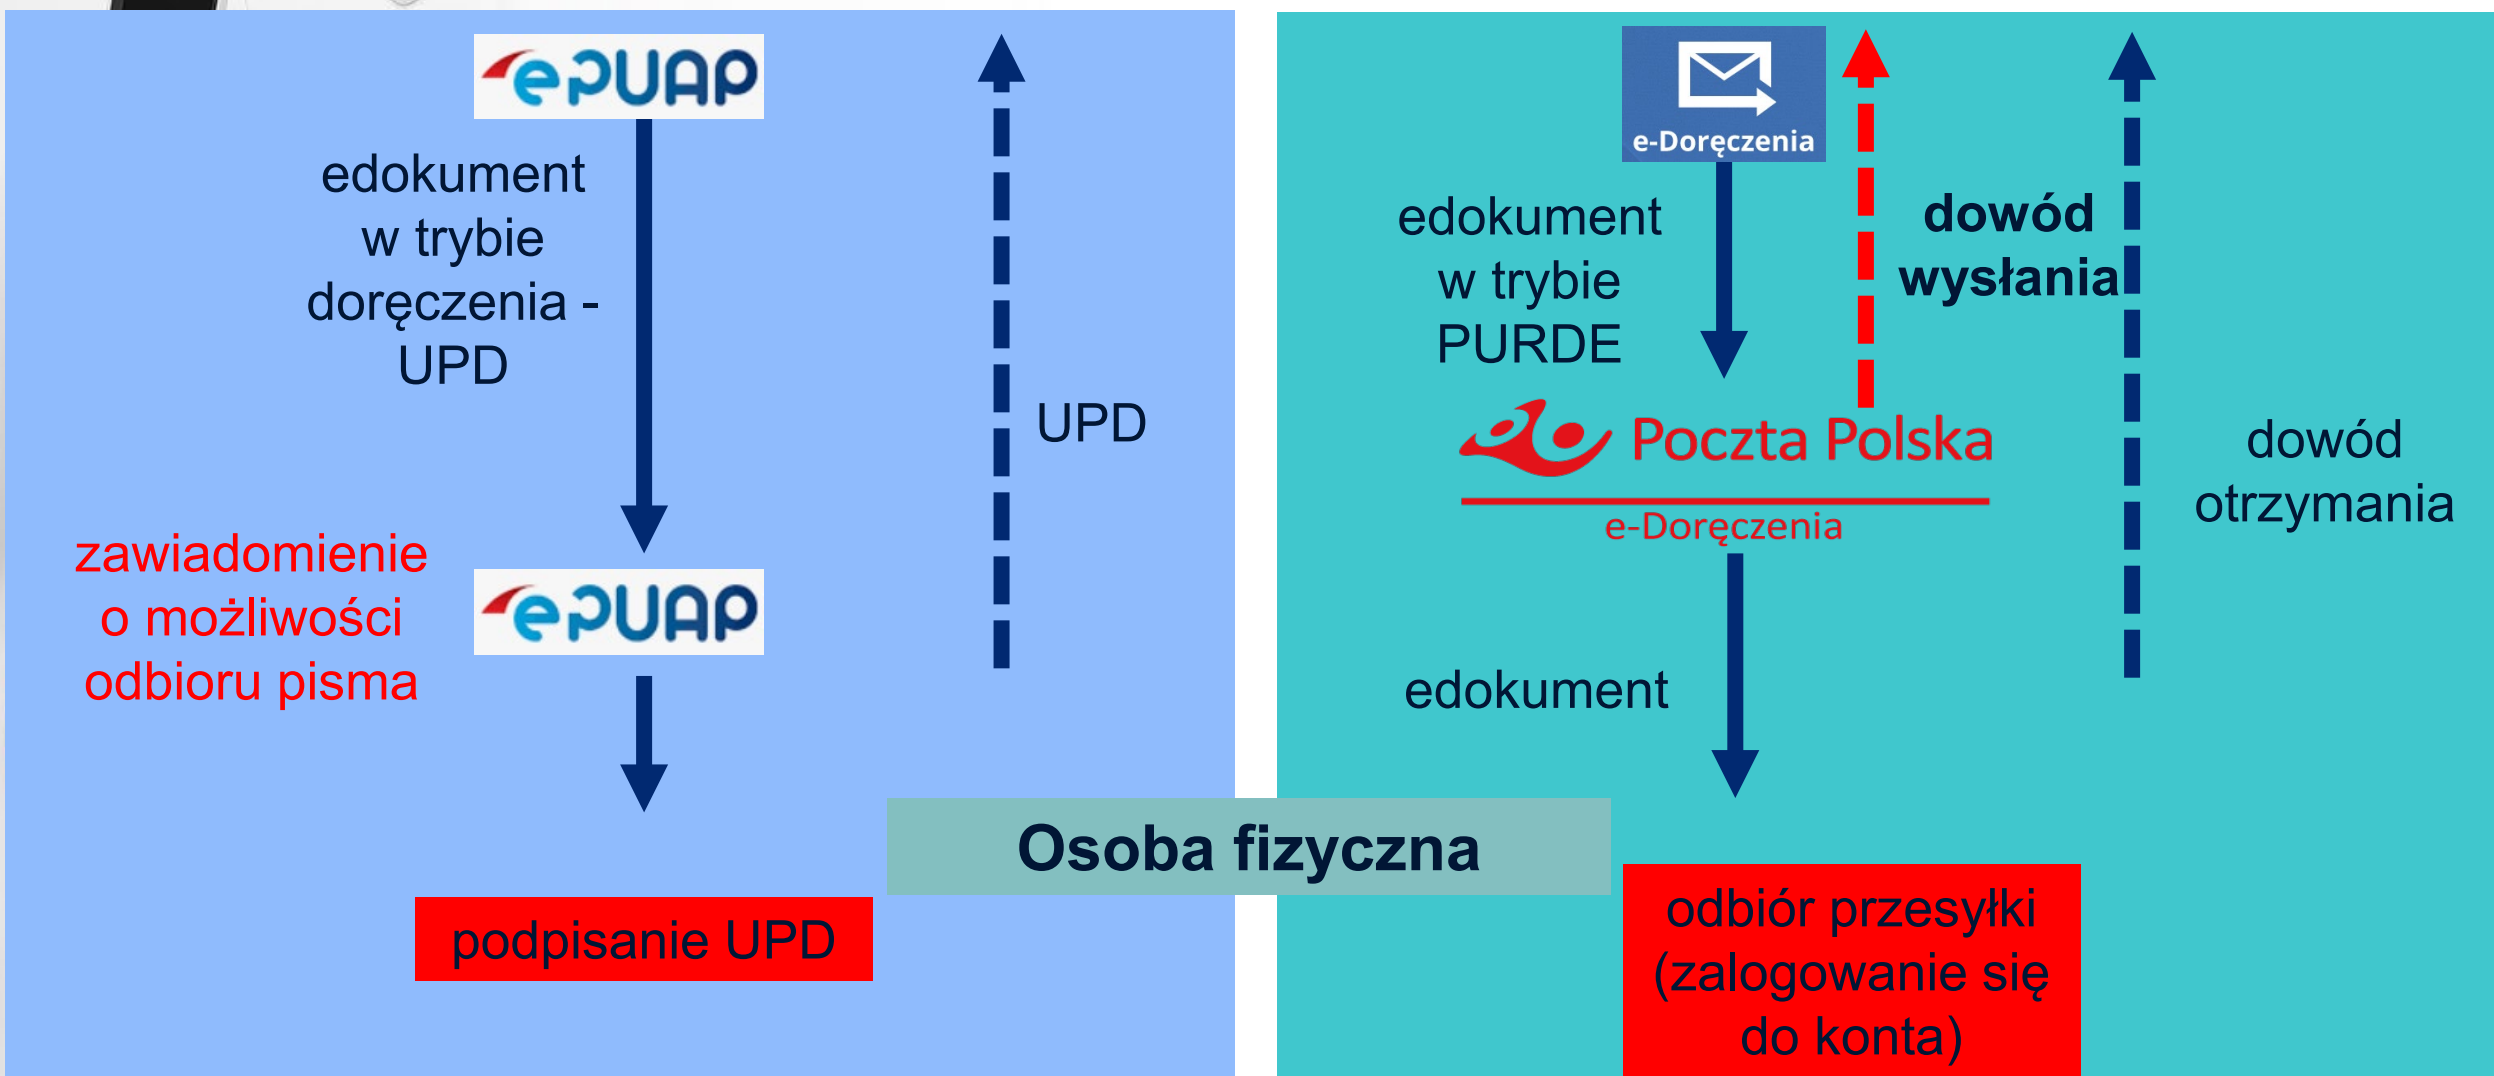 epuap
edokument
w trybie
doręczenia -
UPD
UPD
zawiadomienie
o możliwości
odbioru pisma
epuap
podpisanie UPD
Osoba fizyczna
e-Doręczenia
edokument
w trybie
PURDE
dowód
wysłania
Poczta Polska
e-Doręczenia
dowód
otrzymania
edokument
odbiór przesyłki
(zalogowanie się
do konta)